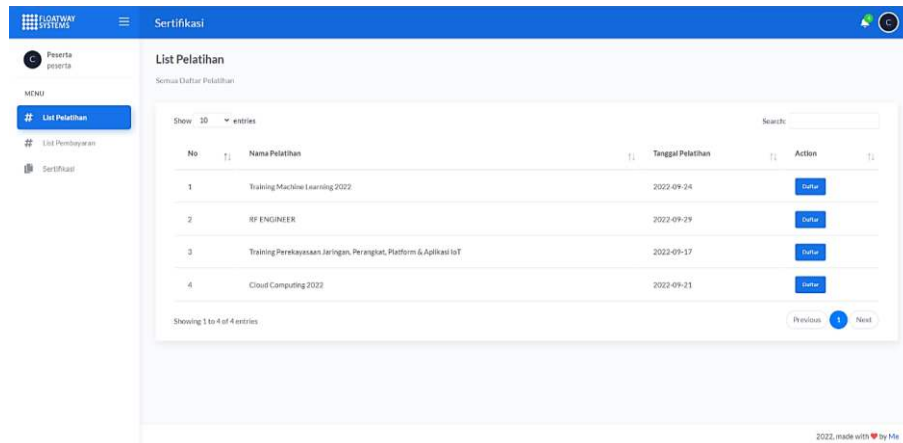 FLOATWAY
SYSTEMS
Sertifikasi
C
C
Peserta
peserta
MENU
# List Pelatihan
# List Pembayaran
Sertifikasi
List Pelatihan
Semua Daftar Pelatihan
Show 10 entries
Search:
No Nama Pelatihan Tanggal Pelatihan Action
1 Training Machine Learning 2022 2022-09-24 Daftar
2 RF ENGINEER 2022-09-29 Daftar
3 Training Perekayasaan Jaringan, Perangkat, Platform & Aplikasi IoT 2022-09-17 Daftar
4 Cloud Computing 2022 2022-09-21 Daftar
Showing 1 to 4 of 4 entries
Previous 1 Next
2022, made with ❤ by Me